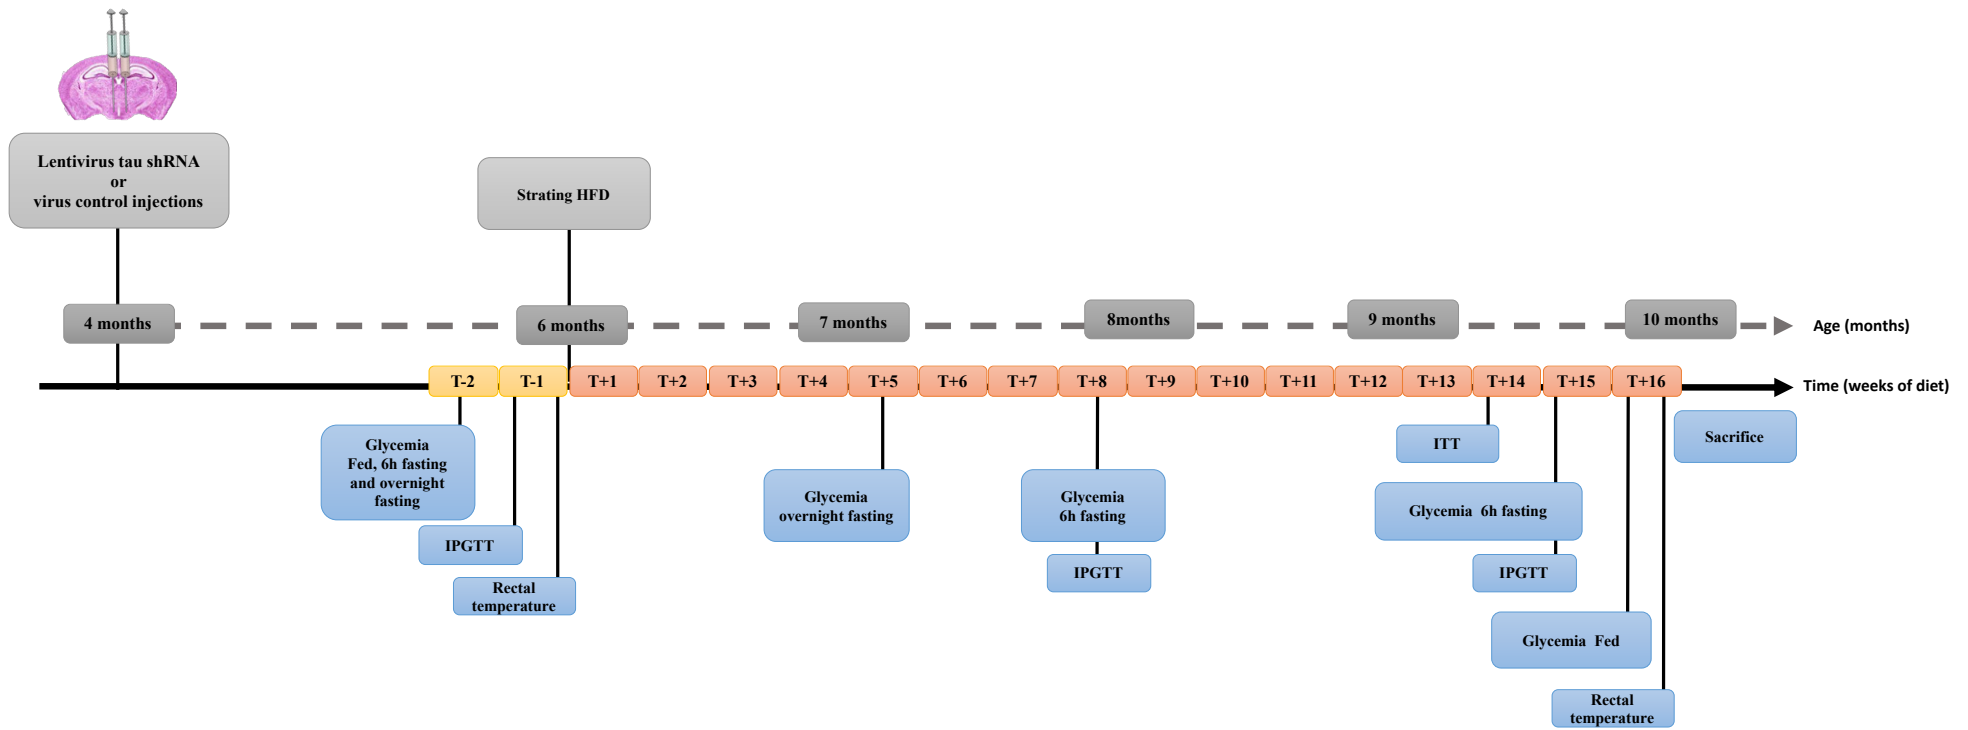 Lentivirus tau shRNA
or
virus control injections
Strating HFD
4 months
6 months
7 months
8months
9 months
10 months
Age (months)
T-2
T-1
T+1
T+2
T+3
T+4
T+5
T+6
T+7
T+8
T+9
T+10
T+11
T+12
T+13
T+14
T+15
T+16
Time (weeks of diet)
Glycemia
Fed, 6h fasting
and overnight
fasting
IPGTT
Rectal
temperature
Glycemia
overnight fasting
Glycemia
6h fasting
IPGTT
ITT
Glycemia 6h fasting
IPGTT
Glycemia Fed
Rectal
temperature
Sacrifice